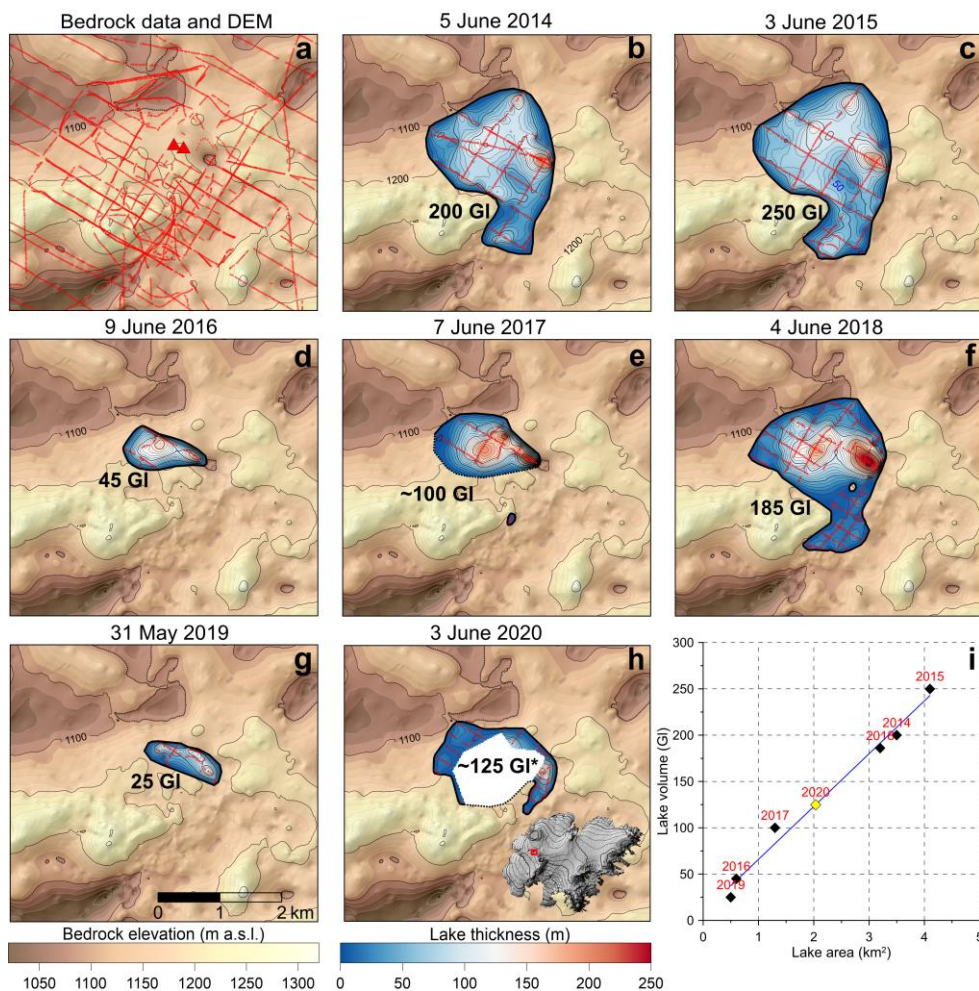 Bedrock data and DEM
5 June 2014
3 June 2015
a
1100
b
1100
1200
200 Gl
1200
c
50
250 Gl
9 June 2016
7 June 2017
4 June 2018
d
1100
45 Gl
e
1100
~100 Gl
f
185 Gl
31 May 2019
3 June 2020
g
25 Gl
0 1 2 km
h
1100
~125 Gl*
i
300
250
200
150
100
50
25
0
Lake volume (Gl)
2015
2014
2018
2020
2017
2016
2019
0 1 2 3 4 5
Lake area (km²)
Bedrock elevation (m a.s.l.)
1050 1100 1150 1200 1250 1300
Lake thickness (m)
0 50 100 150 200 250